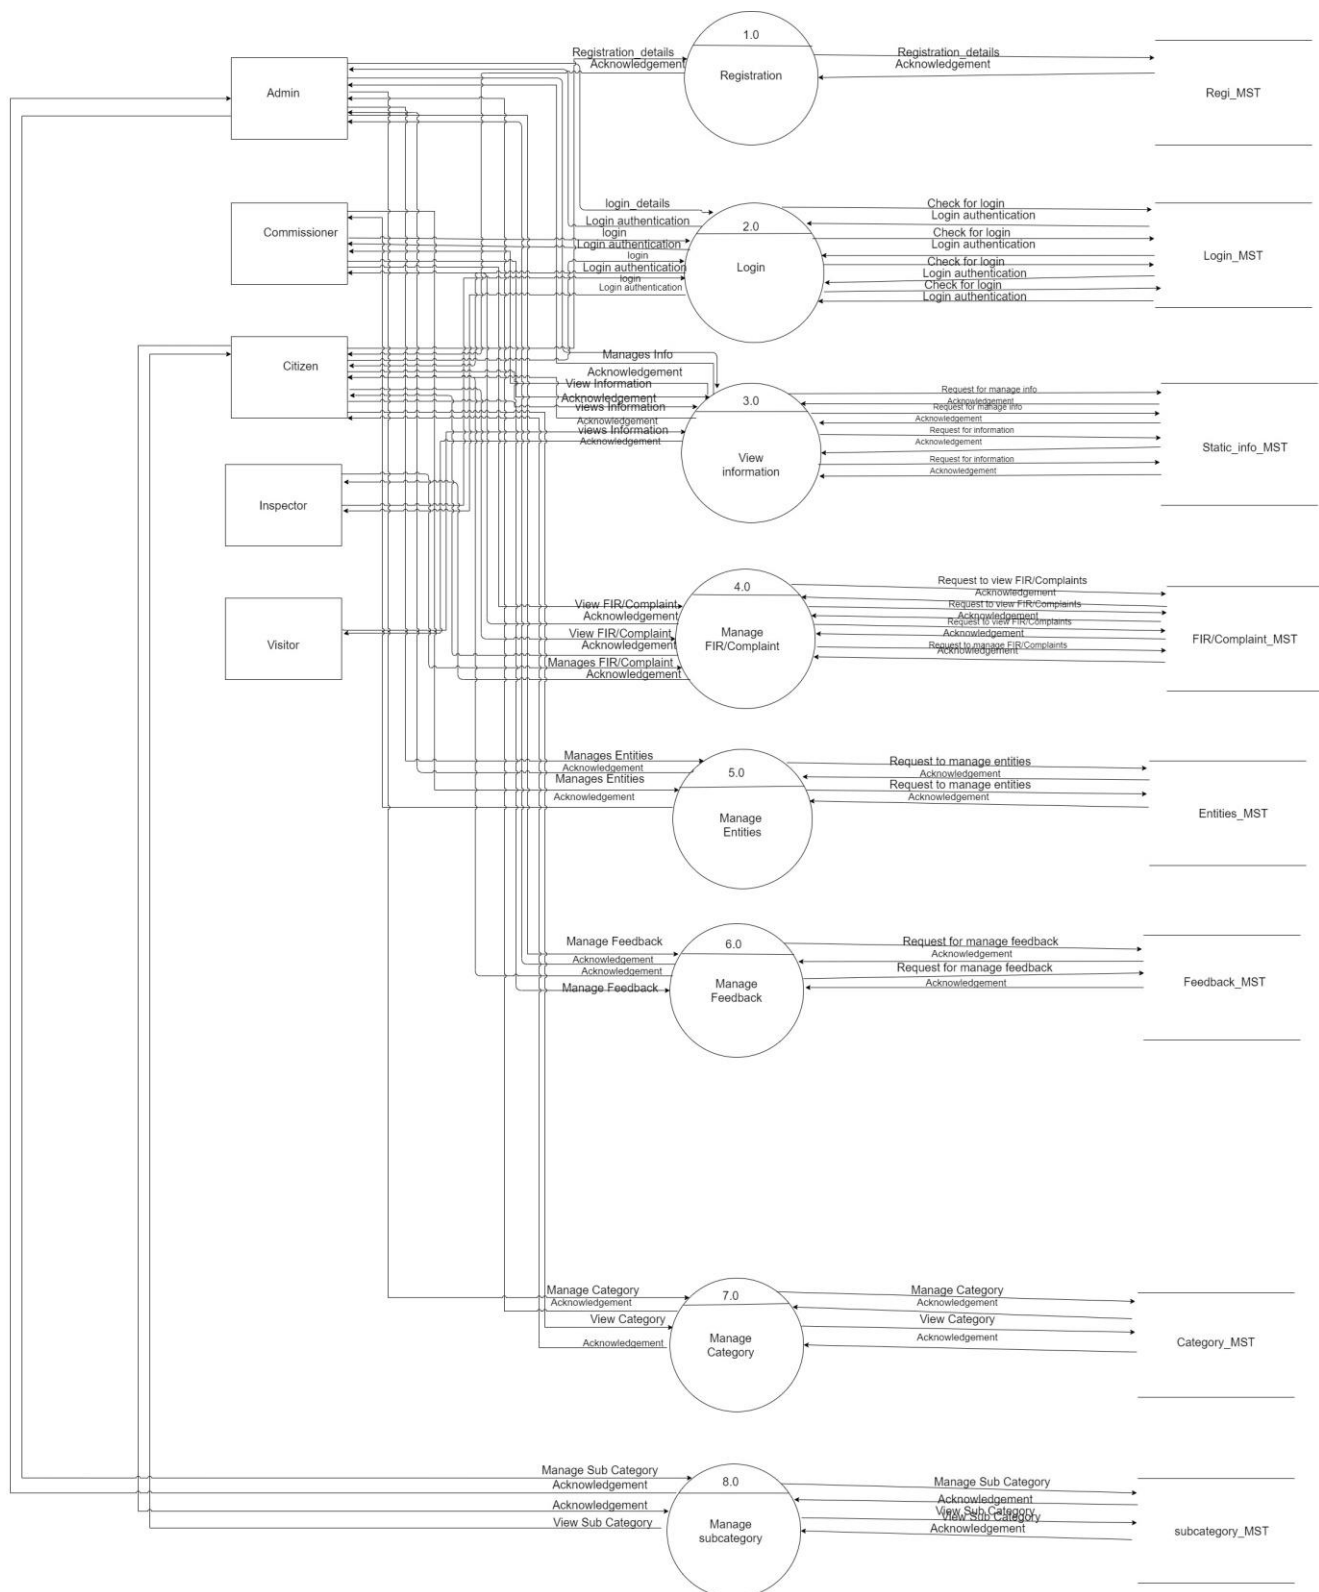 1.0
Registration_details
Acknowledgement
Registration
Registration_details
Acknowledgement
Regi_MST
Admin
Commissioner
Citizen
Inspector
Visitor
login_details
Login authentication
login
Login authentication
login
Login authentication
login
Login authentication
2.0
Login
Check for login
Login authentication
Check for login
Login authentication
Check for login
Login authentication
Check for login
Login authentication
Login_MST
Manages Info
Acknowledgement
View Information
Acknowledgement
views Information
Acknowledgement
views Information
Acknowledgement
3.0
View
information
Request for manage info
Acknowledgement
Request for manage info
Acknowledgement
Request for information
Acknowledgement
Request for information
Acknowledgement
Static_info_MST
View FIR/Complaint
Acknowledgement
View FIR/Complaint
Acknowledgement
Manages FIR/Complaint
Acknowledgement
4.0
Manage
FIR/Complaint
Request to view FIR/Complaints
Acknowledgement
Request to view FIR/Complaints
Acknowledgement
Request to view FIR/Complaints
Acknowledgement
Request to manage FIR/Complaints
Acknowledgement
FIR/Complaint_MST
Manages Entities
Acknowledgement
Manages Entities
Acknowledgement
5.0
Manage
Entities
Request to manage entities
Acknowledgement
Request to manage entities
Acknowledgement
Entities_MST
Manage Feedback
Acknowledgement
Acknowledgement
Manage Feedback
6.0
Manage
Feedback
Request for manage feedback
Acknowledgement
Request for manage feedback
Acknowledgement
Feedback_MST
Manage Category
Acknowledgement
View Category
Acknowledgement
7.0
Manage
Category
Manage Category
Acknowledgement
View Category
Acknowledgement
Category_MST
Manage Sub Category
Acknowledgement
Acknowledgement
View Sub Category
8.0
Manage
subcategory
Manage Sub Category
Acknowledgement
View Sub Category
View Sub Category
Acknowledgement
subcategory_MST